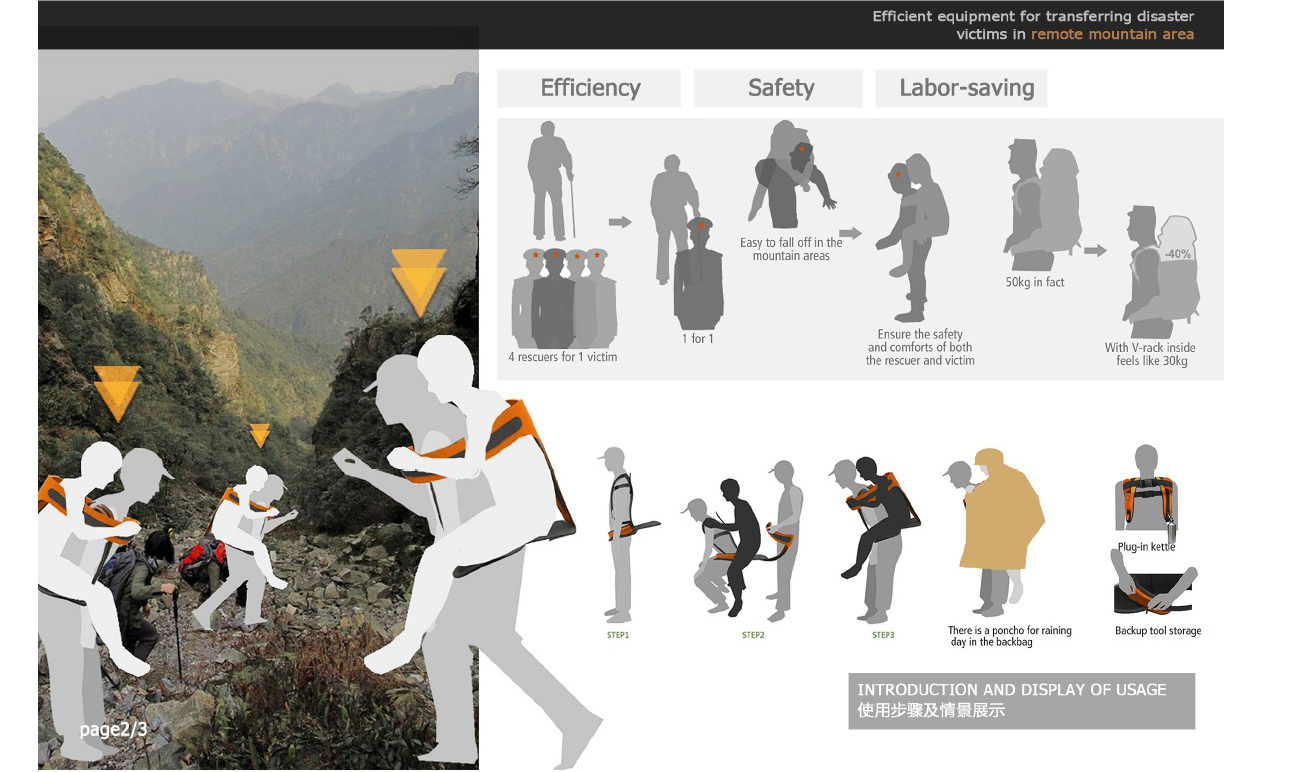 Efficient equipment for transferring disaster
victims in remote mountain area
Efficiency
Safety
Labor-saving
4 rescuers for 1 victim
1 for 1
Easy to fall off in the
mountain areas
Ensure the safety
and comforts of both
the rescuer and victim
50kg in fact
-40%
With V-rack inside
feels like 30kg
STEP1
STEP2
STEP3
There is a poncho for raining
day in the backbag
Plug-in kettle
Backup tool storage
INTRODUCTION AND DISPLAY OF USAGE
使用步骤及情景展示
page2/3